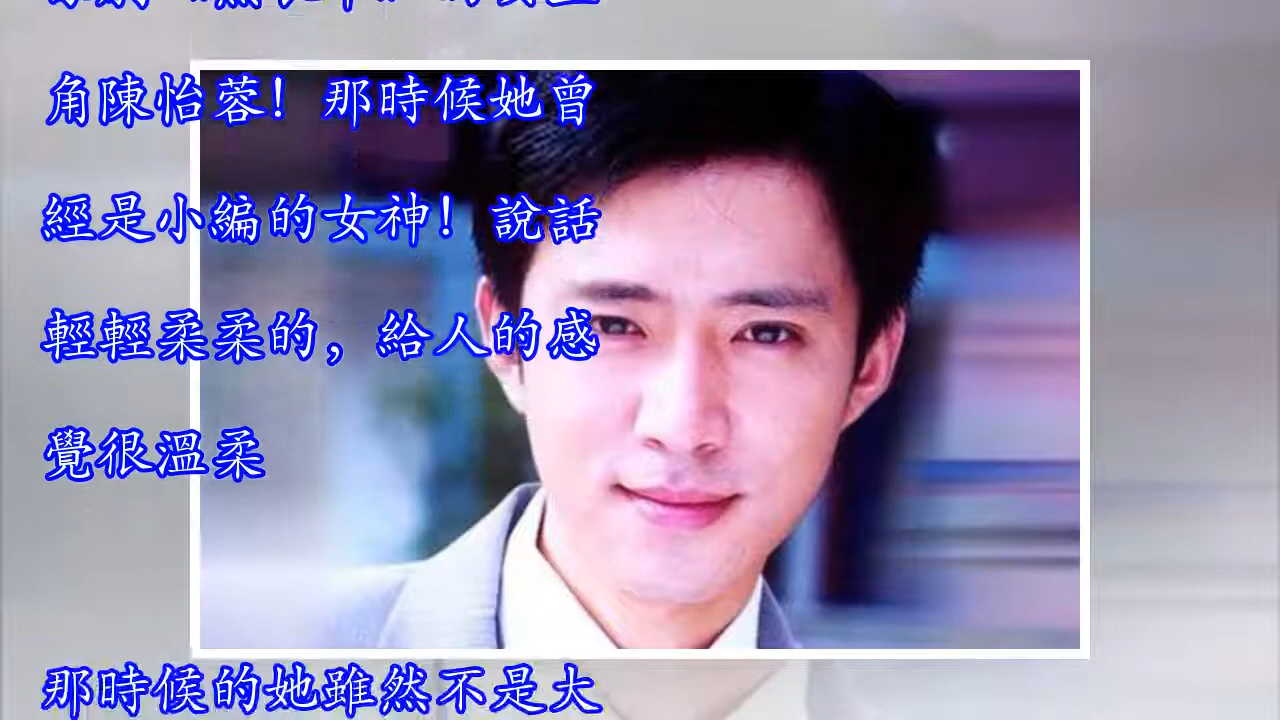 角陳怡蓉！那時候她曾
經是小編的女神！說話
輕輕柔柔的，給人的感
覺很溫柔
那時候的她雖然不是大